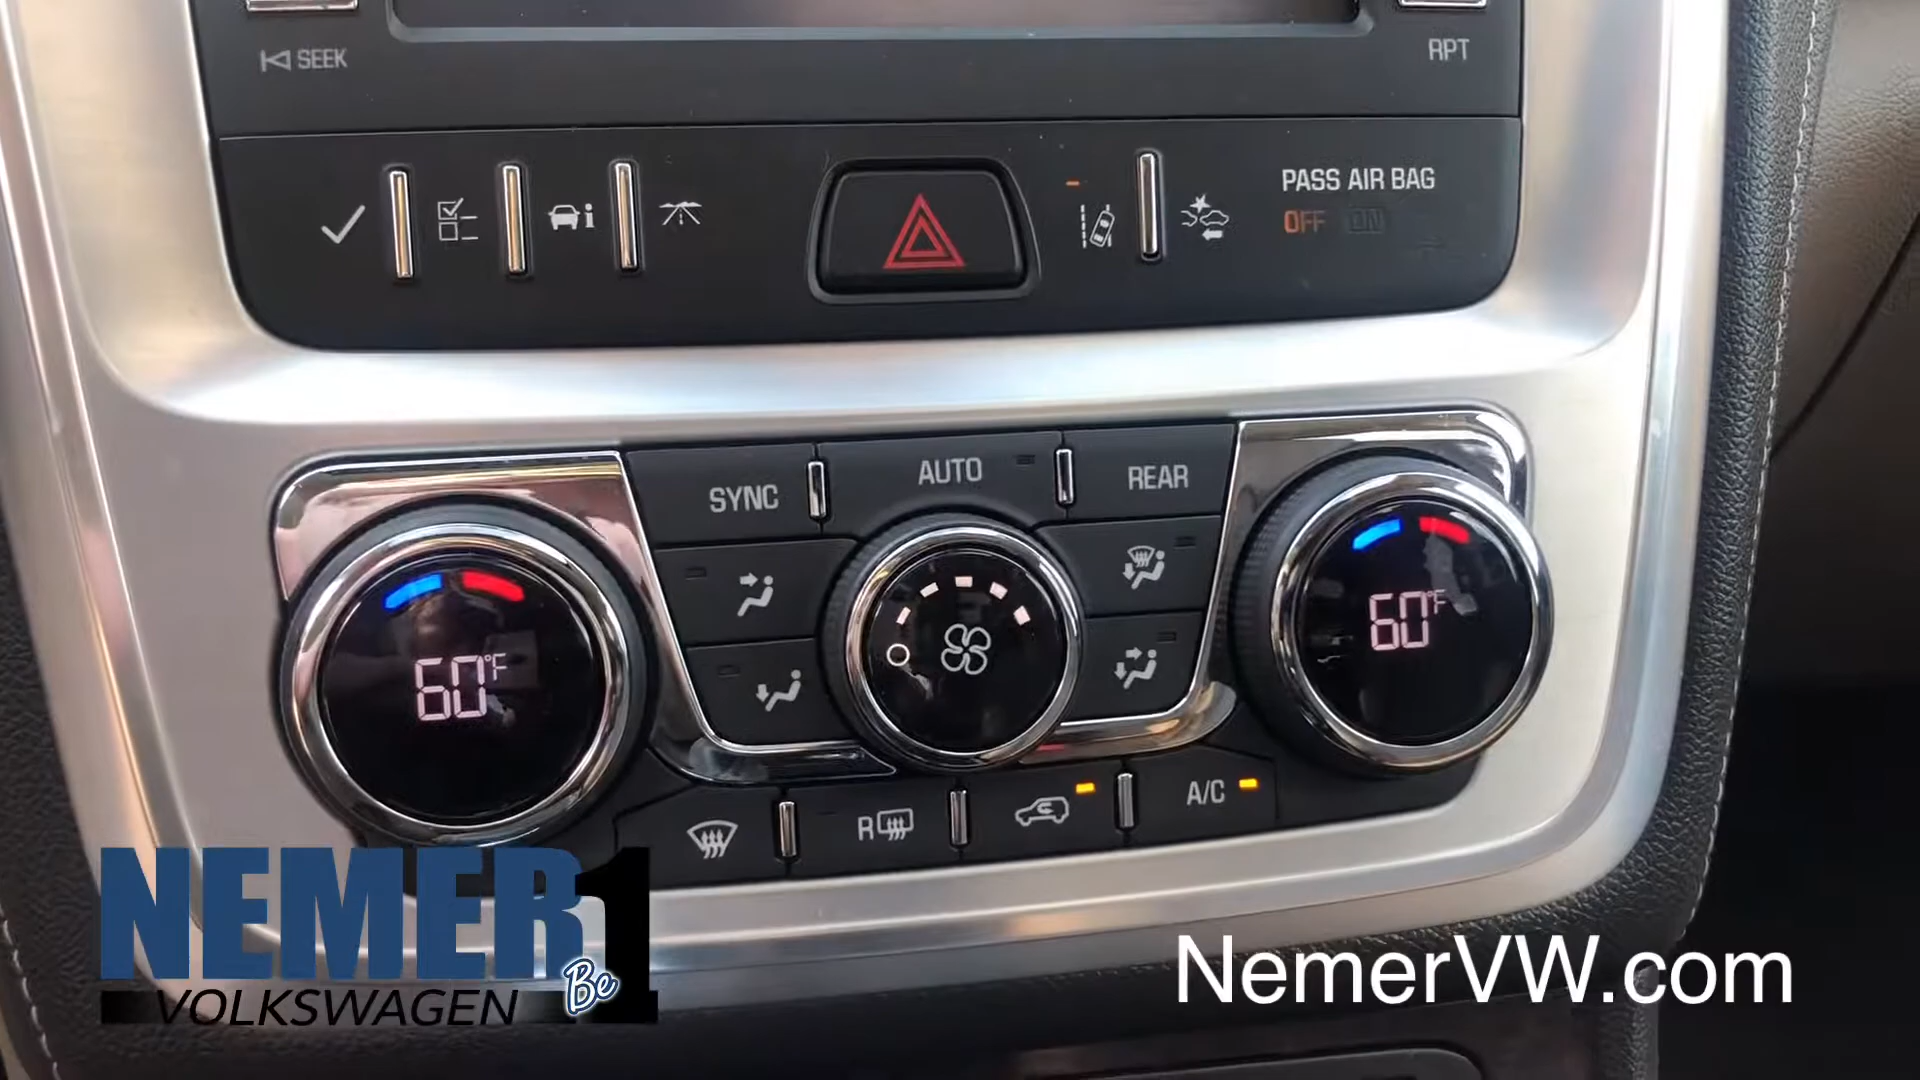 SEEK
RPT
PASS AIR BAG
OFF ON
SYNC
AUTO
REAR
60°F
60°F
R
A/C
NEMER
VOLKSWAGEN
Be 1
NemerVW.com